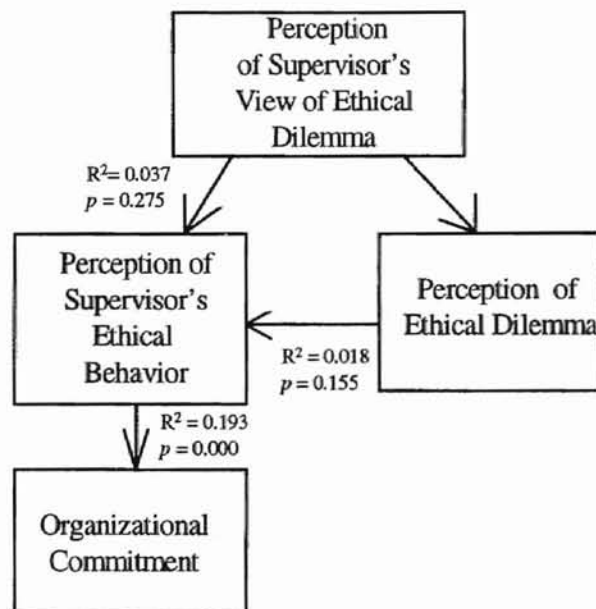 Perception
of Supervisor's
View of Ethical
Dilemma
R²= 0.037
p = 0.275
Perception of
Supervisor's
Ethical
Behavior
Perception of
Ethical Dilemma
R² = 0.018
p = 0.155
R² = 0.193
p = 0.000
Organizational
Commitment